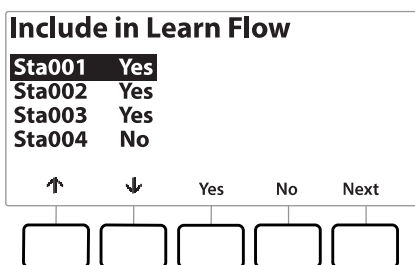 Include in Learn Flow
Sta001 Yes
Sta002 Yes
Sta003 Yes
Sta004 No
↑ ↓ Yes No Next